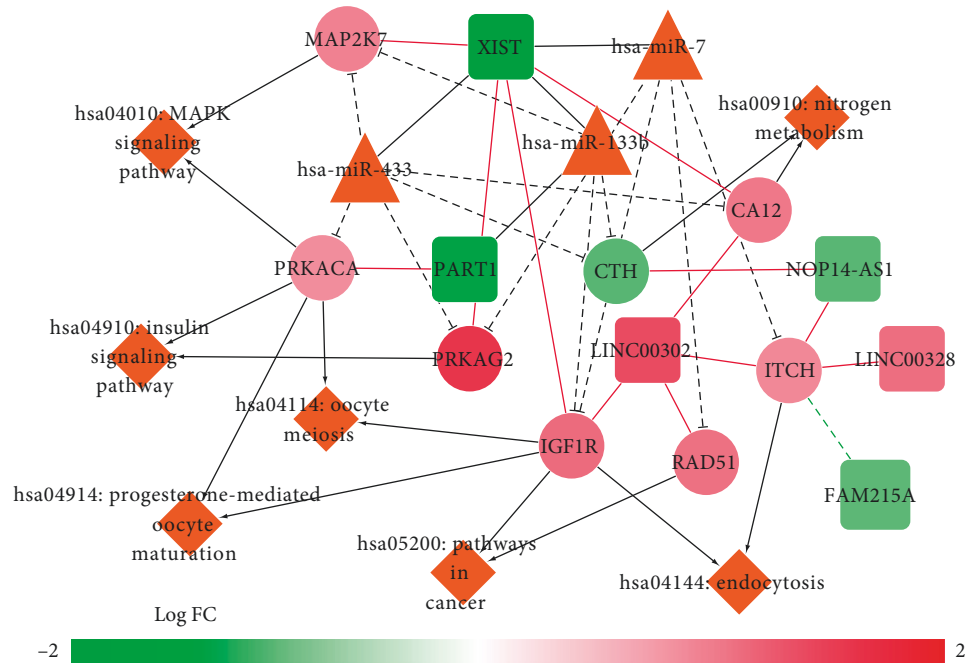 MAP2K7
XIST
hsa-miR-7
hsa04010: MAPK
signaling
pathway
hsa00910: nitrogen
metabolism
hsa-miR-433
hsa-miR-133b
CA12
PRKACA
PART1
CTH
NOP14-AS1
hsa04910: insulin
signaling
pathway
PRKAG2
LINC00302
ITCH
LINC00328
hsa04114: oocyte
meiosis
IGF1R
RAD51
hsa04914: progesterone-mediated
oocyte
maturation
FAM215A
hsa05200: pathways
in
cancer
hsa04144: endocytosis
Log FC
−2
2